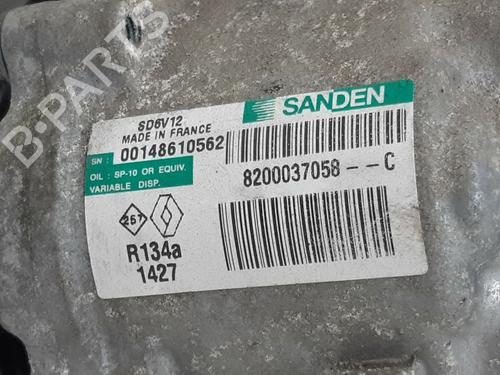 SD6V12
MADE IN FRANCE
SANDEN
SN : 00148610562
OIL : SP-10 OR EQUIV.
VARIABLE DISP.
8200037058--C
257
R134a
1427
B-PARTS